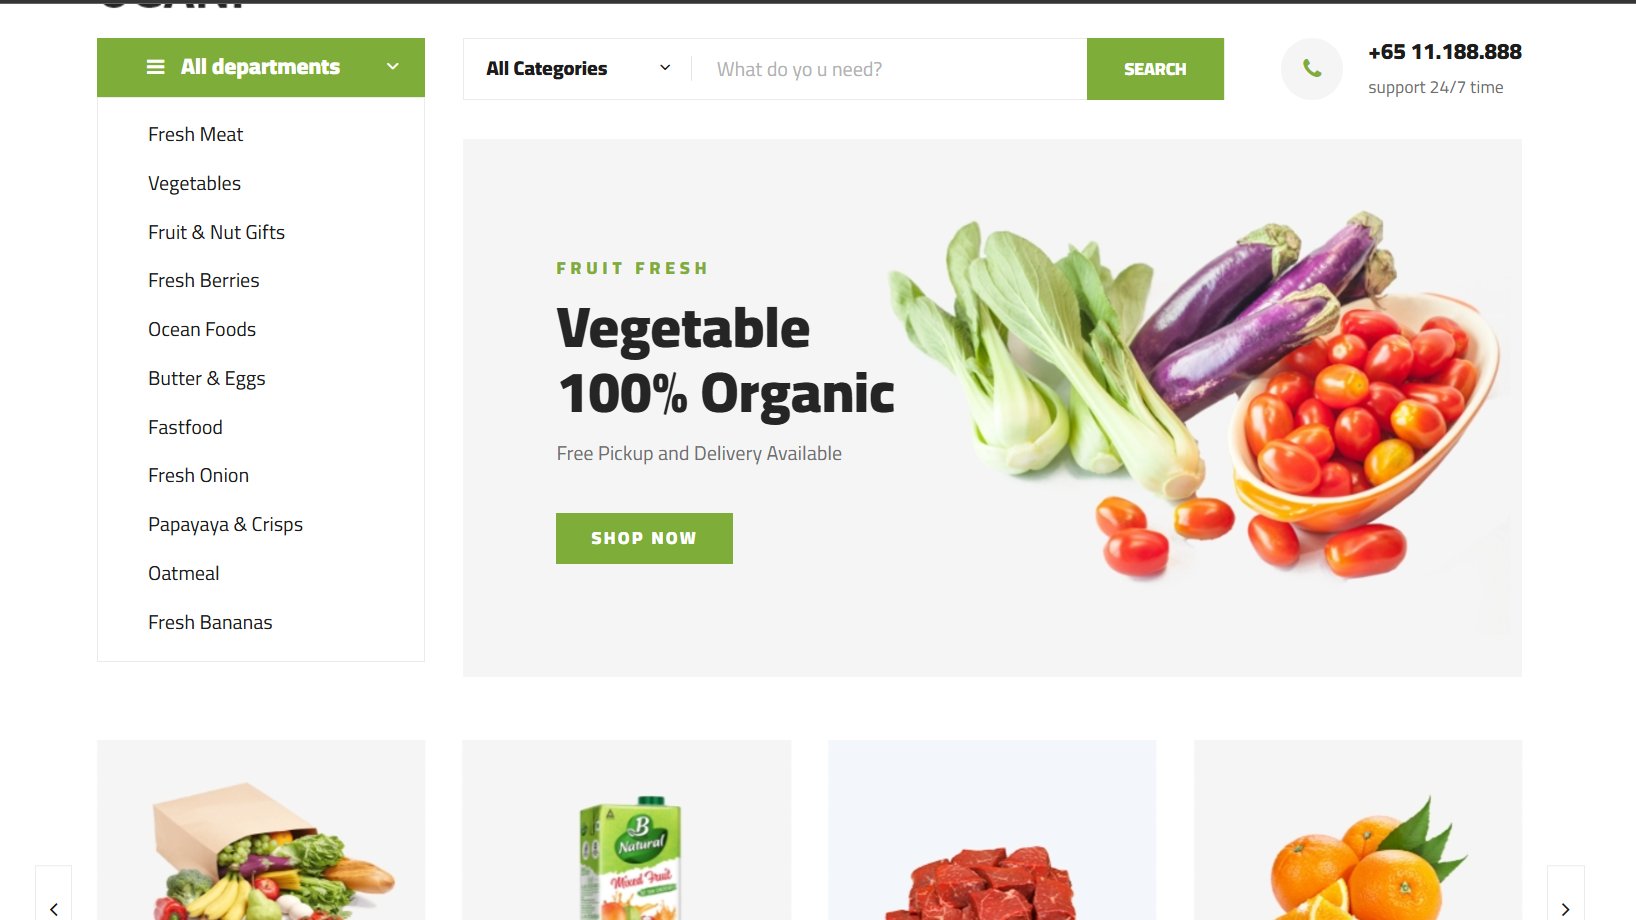 All departments
All Categories
What do yo u need?
SEARCH
+65 11.188.888
support 24/7 time
Fresh Meat
Vegetables
Fruit & Nut Gifts
Fresh Berries
Ocean Foods
Butter & Eggs
Fastfood
Fresh Onion
Papayaya & Crisps
Oatmeal
Fresh Bananas
FRUIT FRESH
Vegetable
100% Organic
Free Pickup and Delivery Available
SHOP NOW
B
Natural
Mixed Fruit